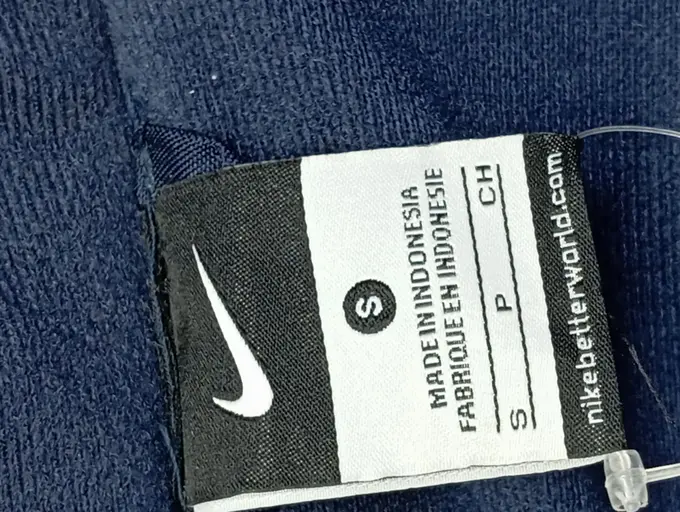 S
MADE IN INDONESIA
FABRIQUE EN INDONESIE
S P CH
nikebetterworld.com